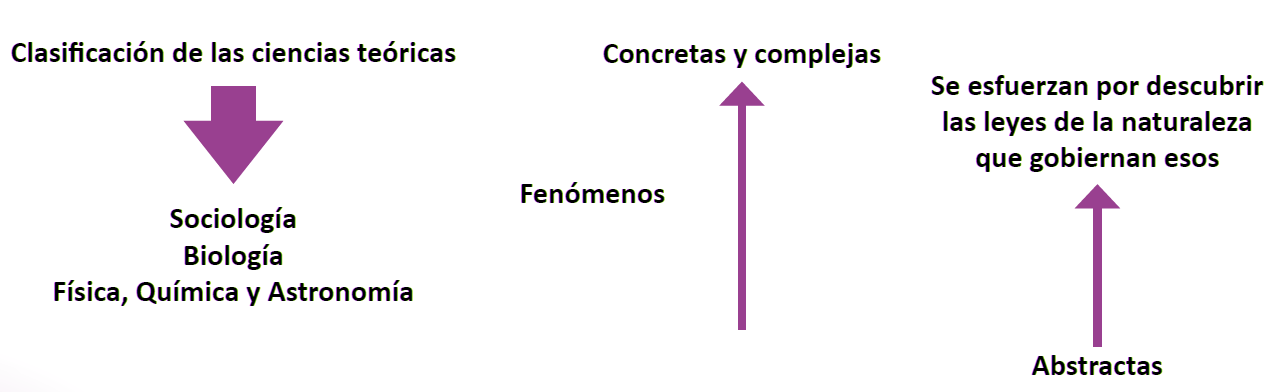 Clasificación de las ciencias teóricas
Sociología
Biología
Física, Química y Astronomía
Concretas y complejas
Fenómenos
Se esfuerzan por descubrir
las leyes de la naturaleza
que gobiernan esos
Abstractas